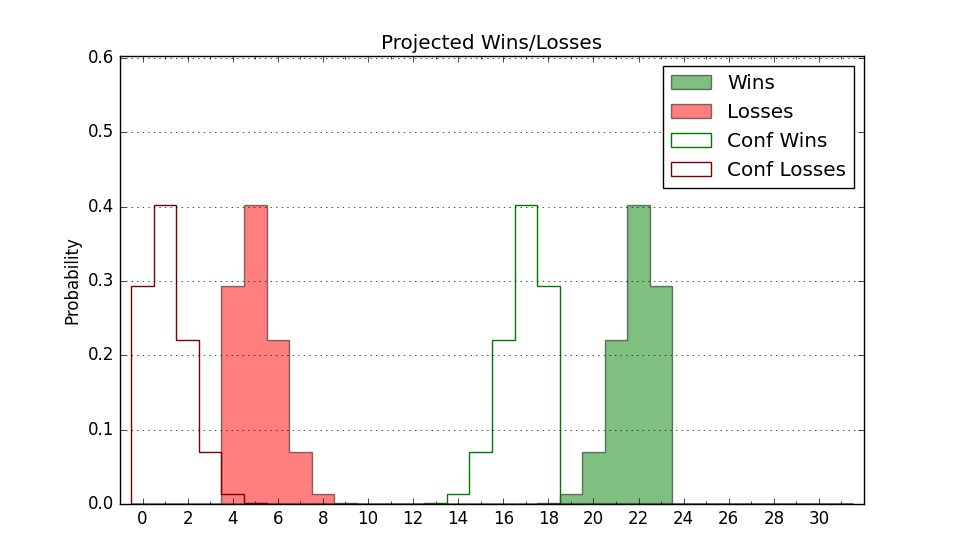 Projected Wins/Losses
0.6
0.5
0.4
0.3
0.2
0.1
0.0
Probability
Wins
Losses
Conf Wins
Conf Losses
0 2 4 6 8 10 12 14 16 18 20 22 24 26 28 30